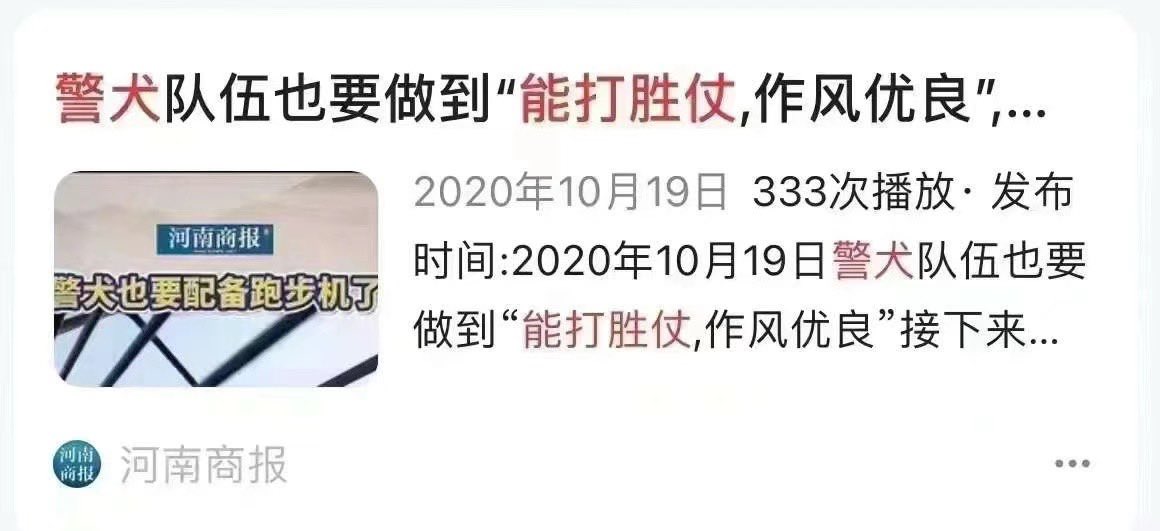 警犬队伍也要做到“能打胜仗,作风优良”,...
河南商报
警犬也要配备跑步机了
2020年10月19日 333次播放· 发布
时间:2020年10月19日警犬队伍也要
做到“能打胜仗,作风优良”接下来...
河南
商报
河南商报